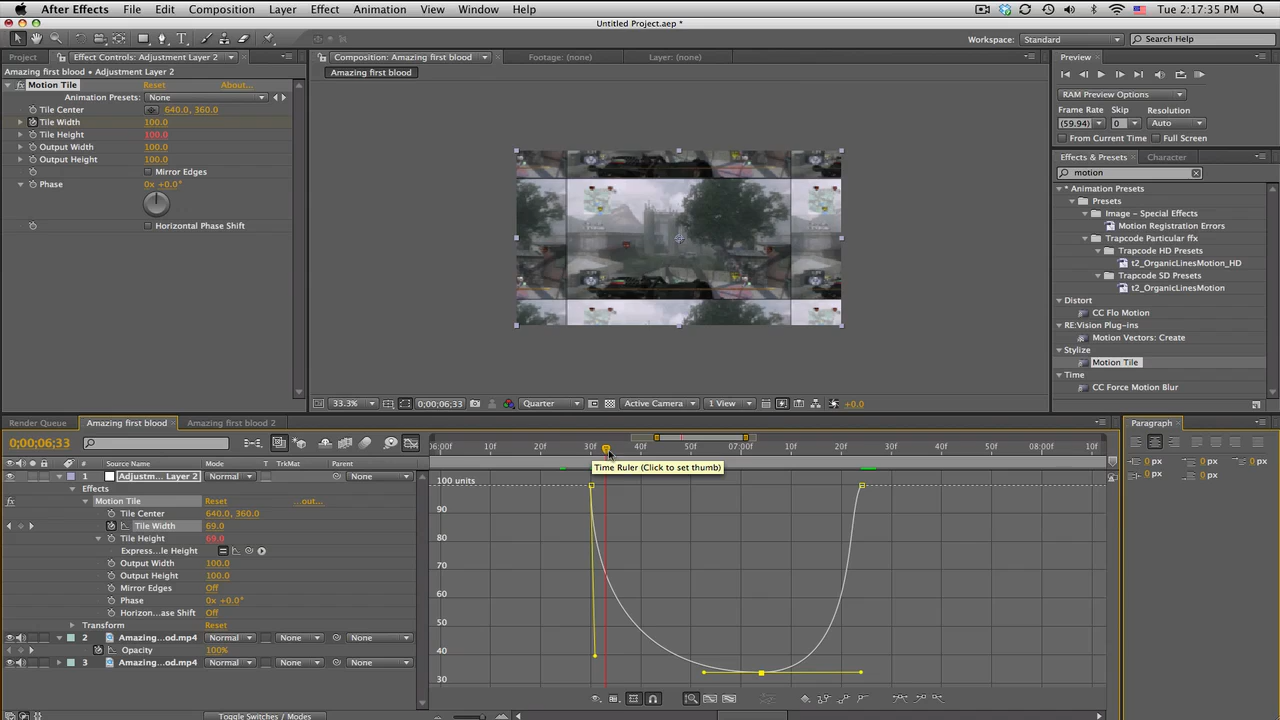 After Effects File Edit Composition Layer Effect Animation View Window Help Tue 2:17:35 PM
Untitled Project.aep *
Workspace: Standard Search Help
Project Effect Controls: Adjustment Layer 2
Composition: Amazing first blood Footage: (none) Layer: (none)
Preview
Amazing first blood • Adjustment Layer 2
Amazing first blood
fx Motion Tile Reset About...
Animation Presets: None
Tile Center 640.0, 360.0
Tile Width 100.0
Tile Height 100.0
Output Width 100.0
Output Height 100.0
Mirror Edges
Phase 0x +0.0°
Horizontal Phase Shift
RAM Preview Options
Frame Rate Skip Resolution
(59.94) 0 Auto
From Current Time Full Screen
Effects & Presets Character
motion
* Animation Presets
Presets
Image - Special Effects
Motion Registration Errors
Trapcode Particular ffx
Trapcode HD Presets
t2_OrganicLinesMotion_HD
Trapcode SD Presets
t2_OrganicLinesMotion
Distort
CC Flo Motion
RE:Vision Plug-ins
Motion Vectors: Create
Stylize
Motion Tile
Time
CC Force Motion Blur
33.3% 0;00;06;33 Quarter Active Camera 1 View +0.0
Render Queue Amazing first blood Amazing first blood 2
Paragraph
0;00;06;33
06:00f 10f 20f 30f 40f 07:00f 10f 20f 30f 40f 08:00f 10f
# Source Name Mode T TrkMat Parent
Time Ruler (Click to set thumb)
1 Adjustm... Layer 2 Normal None
Effects
fx Motion Tile Reset ...out...
Tile Center 640.0, 360.0
Tile Width 69.0
Tile Height 69.0
Express...le Height
Output Width 100.0
Output Height 100.0
Mirror Edges Off
Phase 0x +0.0°
Horizon...ase Shift Off
Transform Reset
2 Amazing...od.mp4 Normal None None
Opacity 100%
3 Amazing...od.mp4 Normal None None
100 units
90
80
70
60
50
40
30
0 px 0 px 0 px
0 px 0 px
Toggle Switches / Modes